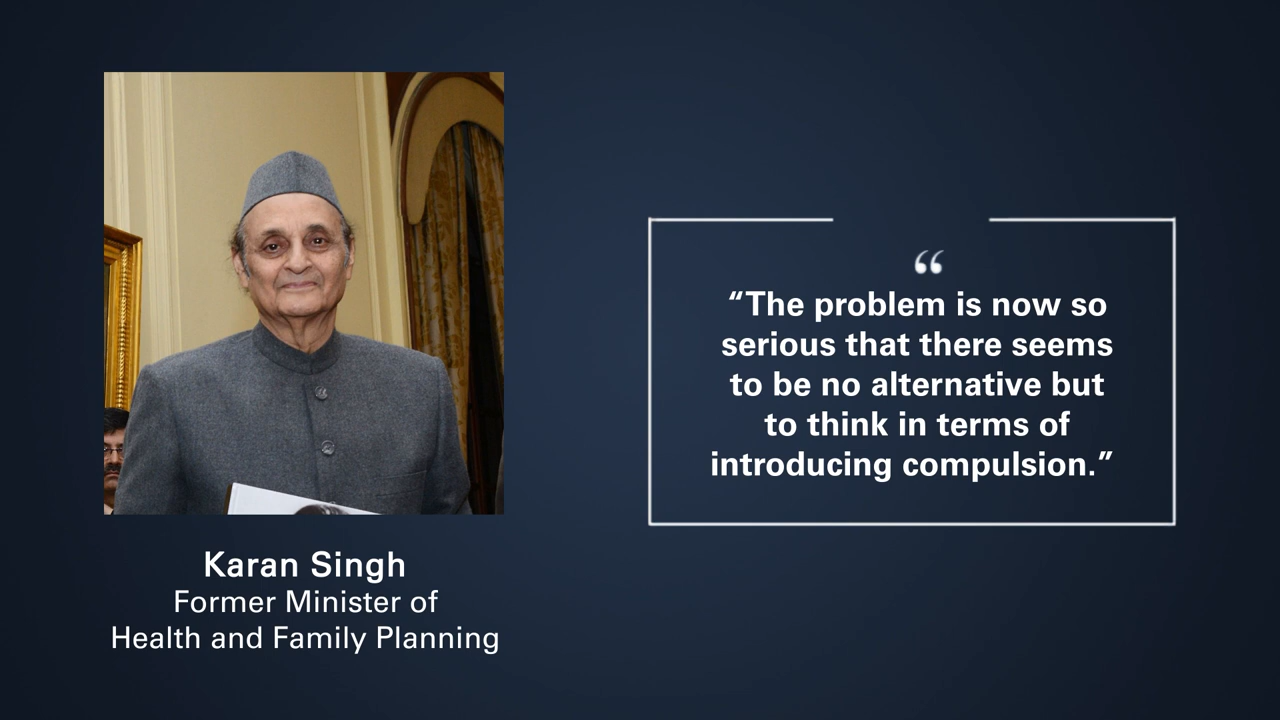 Karan Singh
Former Minister of
Health and Family Planning
“
“The problem is now so
serious that there seems
to be no alternative but
to think in terms of
introducing compulsion.”